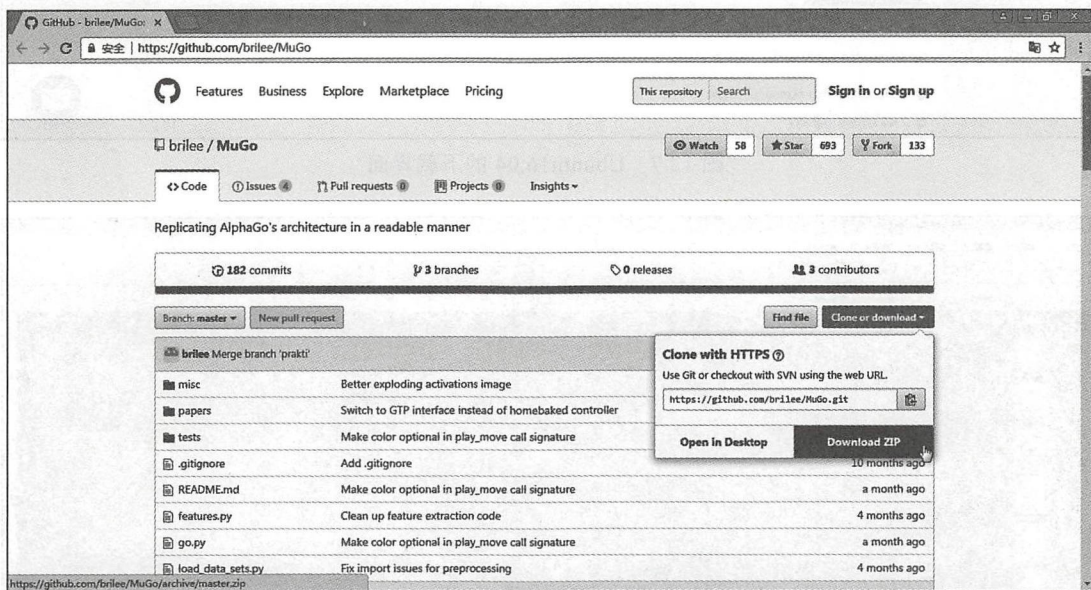 GitHub - brilee/MuGo:
安全 | https://github.com/brilee/MuGo
Features Business Explore Marketplace Pricing This repository Search Sign in or Sign up
brilee / MuGo Watch 58 Star 693 Fork 133
<> Code Issues 4 Pull requests 0 Projects 0 Insights
Replicating AlphaGo's architecture in a readable manner
182 commits 3 branches 0 releases 3 contributors
Branch: master New pull request Find file Clone or download
brilee Merge branch 'prakti'
Clone with HTTPS
Use Git or checkout with SVN using the web URL.
https://github.com/brilee/MuGo.git
Open in Desktop Download ZIP
misc Better exploding activations image
papers Switch to GTP interface instead of homebaked controller
tests Make color optional in play_move call signature
.gitignore Add .gitignore 10 months ago
README.md Make color optional in play_move call signature a month ago
features.py Clean up feature extraction code 4 months ago
go.py Make color optional in play_move call signature a month ago
load_data_sets.py Fix import issues for preprocessing 4 months ago
https://github.com/brilee/MuGo/archive/master.zip